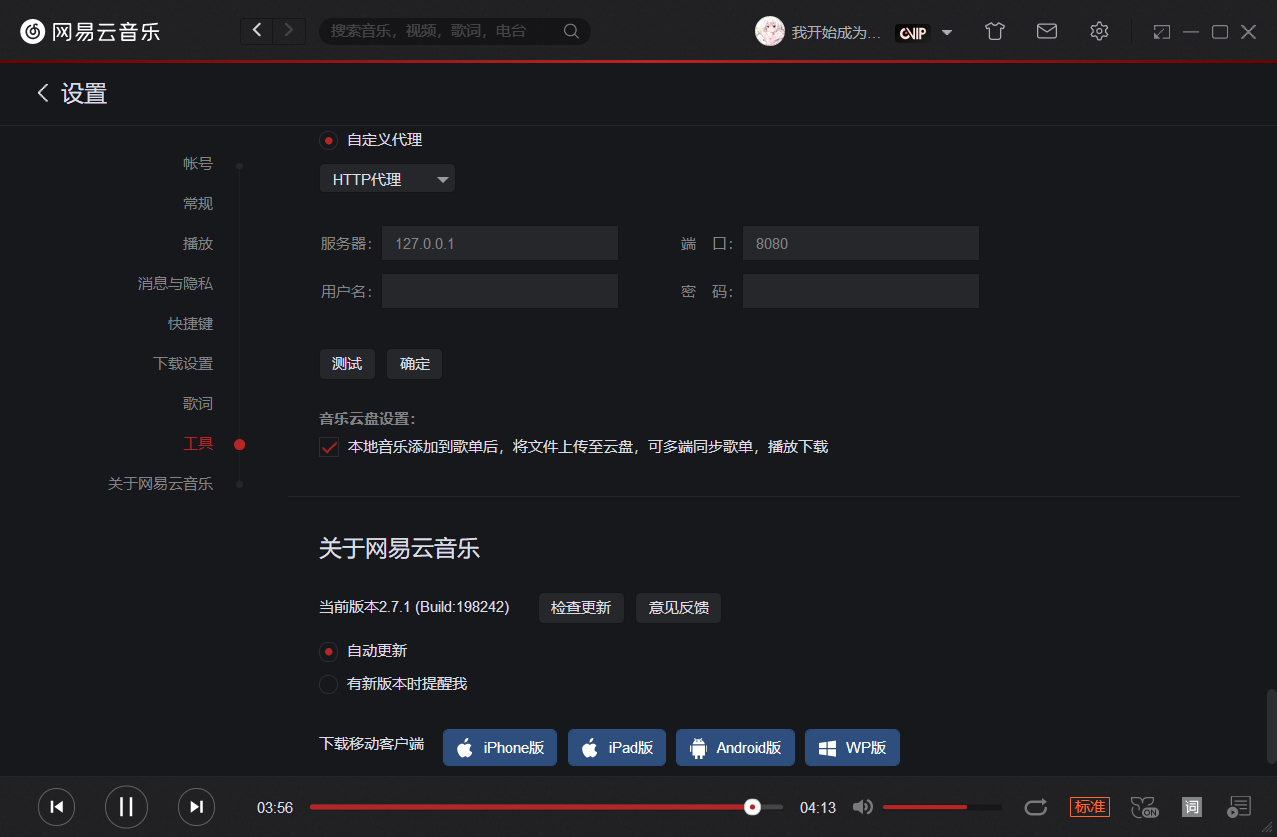 网易云音乐
搜索音乐，视频，歌词，电台
我开始成为...
VIP
设置
帐号
常规
播放
消息与隐私
快捷键
下载设置
歌词
工具
关于网易云音乐
自定义代理
HTTP代理
服务器： 127.0.0.1 端 口： 8080
用户名： 密 码：
测试 确定
音乐云盘设置：
本地音乐添加到歌单后，将文件上传至云盘，可多端同步歌单，播放下载
关于网易云音乐
当前版本2.7.1 (Build:198242) 检查更新 意见反馈
自动更新
有新版本时提醒我
下载移动客户端 iPhone版 iPad版 Android版 WP版
03:56 04:13 标准 ON 词